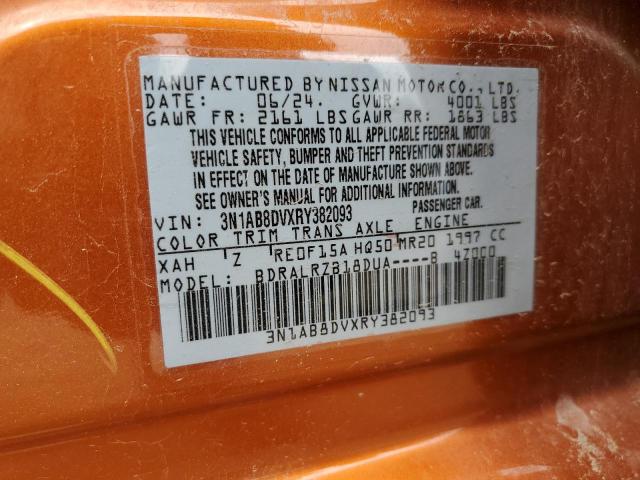 MANUFACTURED BY NISSAN MOTOR CO., LTD.
DATE: 06/24. GVWR: 4001 LBS
GAWR FR: 2161 LBS GAWR RR: 1863 LBS
THIS VEHICLE CONFORMS TO ALL APPLICABLE FEDERAL MOTOR
VEHICLE SAFETY, BUMPER AND THEFT PREVENTION STANDARDS
IN EFFECT ON THE DATE OF MANUFACTURE SHOWN ABOVE.
SEE OWNER'S MANUAL FOR ADDITIONAL INFORMATION.
VIN: 3N1AB8DVXRY382093 PASSENGER CAR.
COLOR TRIM TRANS AXLE ENGINE
XAH Z RE0F15A HQ50 MR20 1997 CC
MODEL: BDRALRZB18DUA----B 4Z000
3N1AB8DVXRY382093